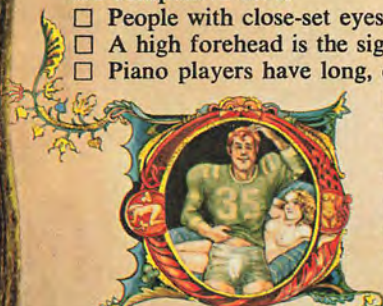 ☐ People with close-set eyes
☐ A high forehead is the sig
☐ Piano players have long,
35